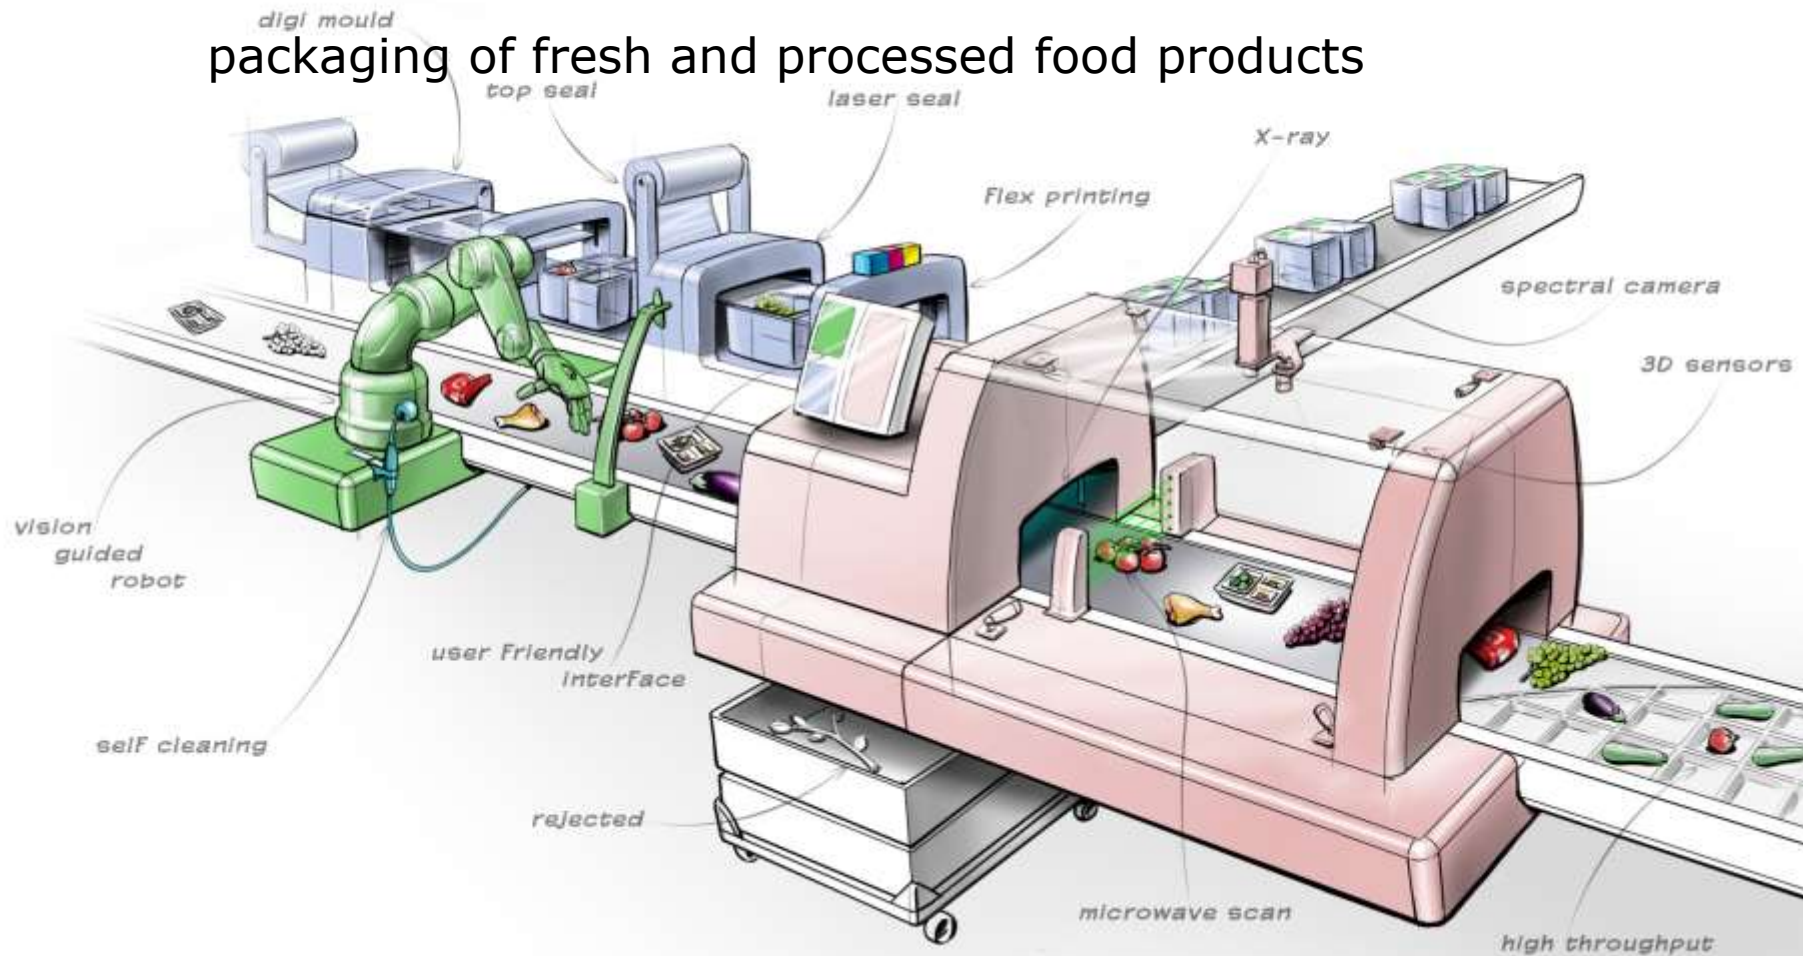 digi mould
packaging of fresh and processed food products
top seal
laser seal
X-ray
flex printing
spectral camera
3D sensors
vision
guided
robot
user friendly
interface
self cleaning
rejected
microwave scan
high throughput